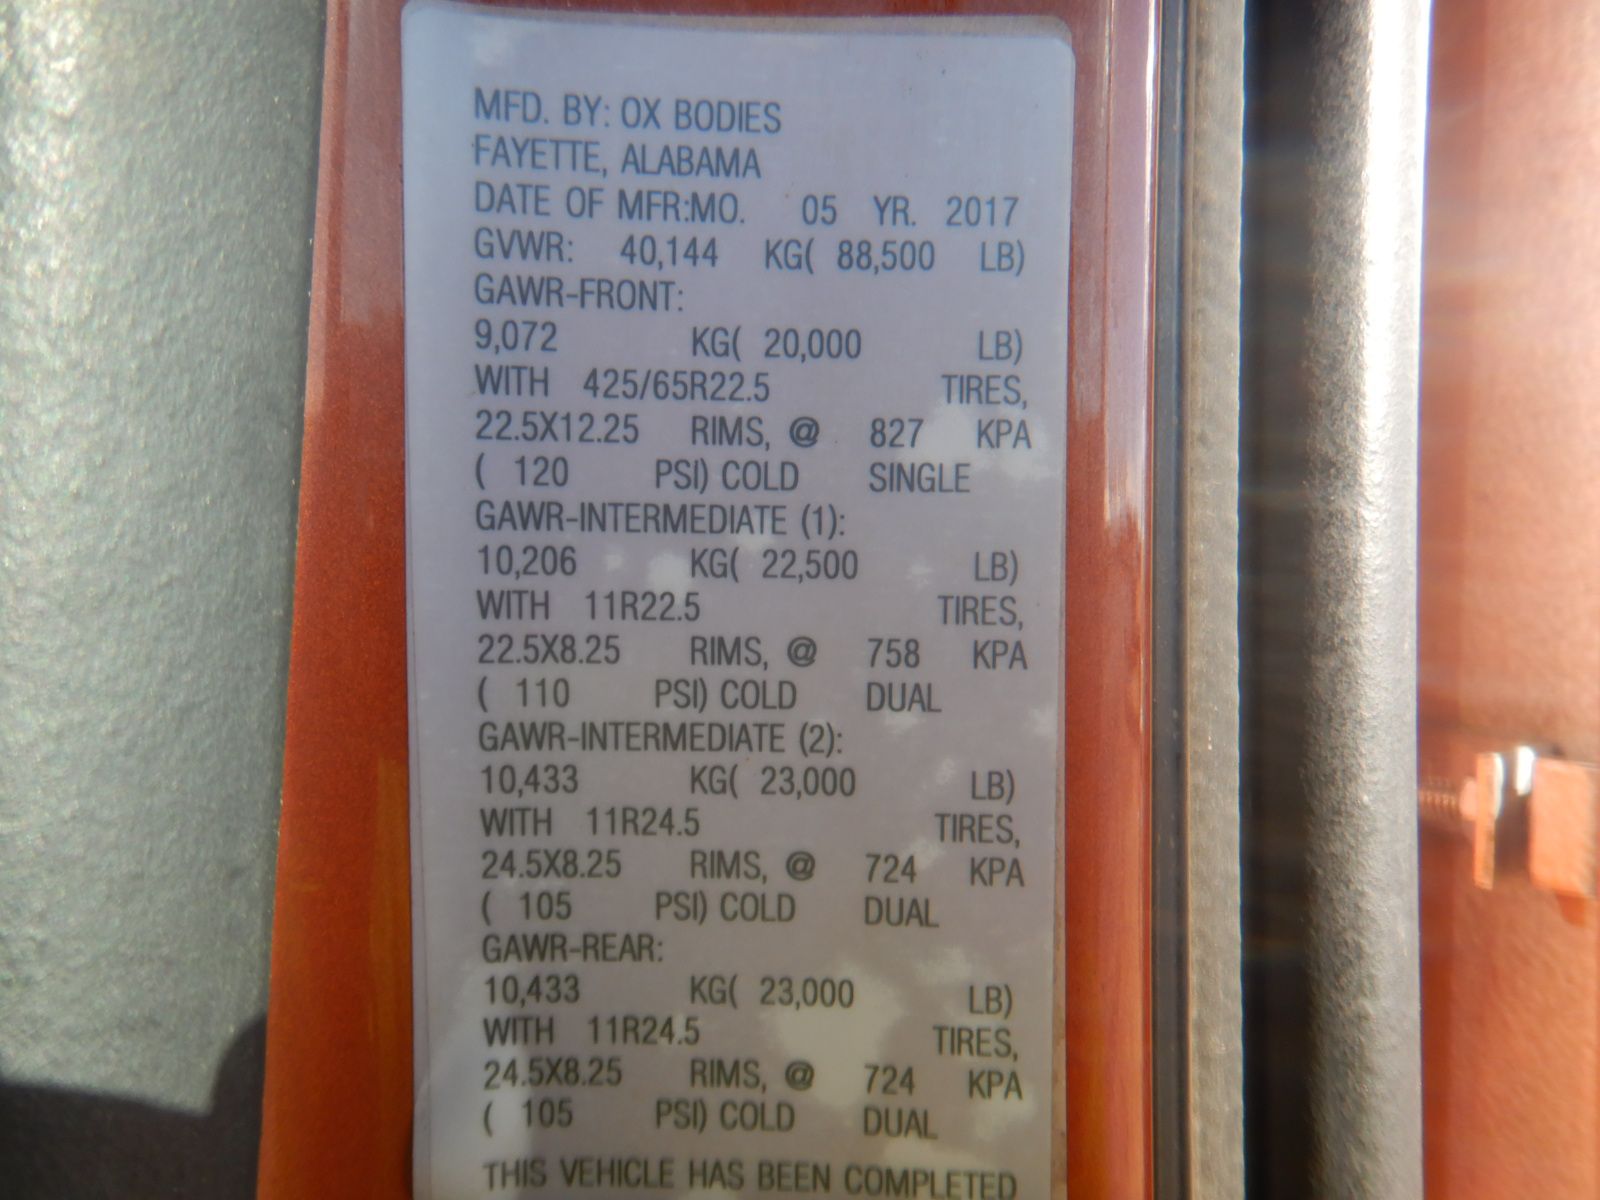 MFD. BY: OX BODIES
FAYETTE, ALABAMA
DATE OF MFR:MO. 05 YR. 2017
GVWR: 40,144 KG( 88,500 LB)
GAWR-FRONT:
9,072 KG( 20,000 LB)
WITH 425/65R22.5 TIRES,
22.5X12.25 RIMS, @ 827 KPA
( 120 PSI) COLD SINGLE
GAWR-INTERMEDIATE (1):
10,206 KG( 22,500 LB)
WITH 11R22.5 TIRES,
22.5X8.25 RIMS, @ 758 KPA
( 110 PSI) COLD DUAL
GAWR-INTERMEDIATE (2):
10,433 KG( 23,000 LB)
WITH 11R24.5 TIRES,
24.5X8.25 RIMS, @ 724 KPA
( 105 PSI) COLD DUAL
GAWR-REAR:
10,433 KG( 23,000 LB)
WITH 11R24.5 TIRES,
24.5X8.25 RIMS, @ 724 KPA
( 105 PSI) COLD DUAL
THIS VEHICLE HAS BEEN COMPLETED